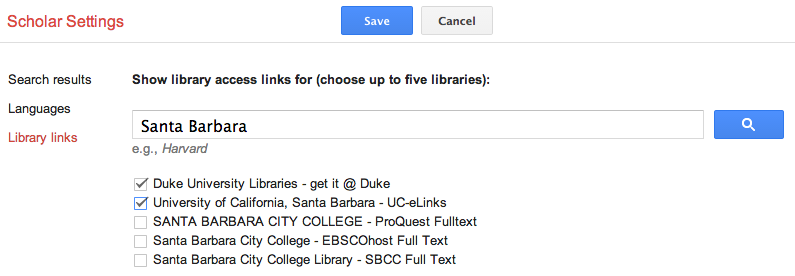 Scholar Settings Save Cancel
Search results Show library access links for (choose up to five libraries):
Languages
Library links Santa Barbara
e.g., Harvard
Duke University Libraries - get it @ Duke
University of California, Santa Barbara - UC-eLinks
SANTA BARBARA CITY COLLEGE - ProQuest Fulltext
Santa Barbara City College - EBSCOhost Full Text
Santa Barbara City College Library - SBCC Full Text